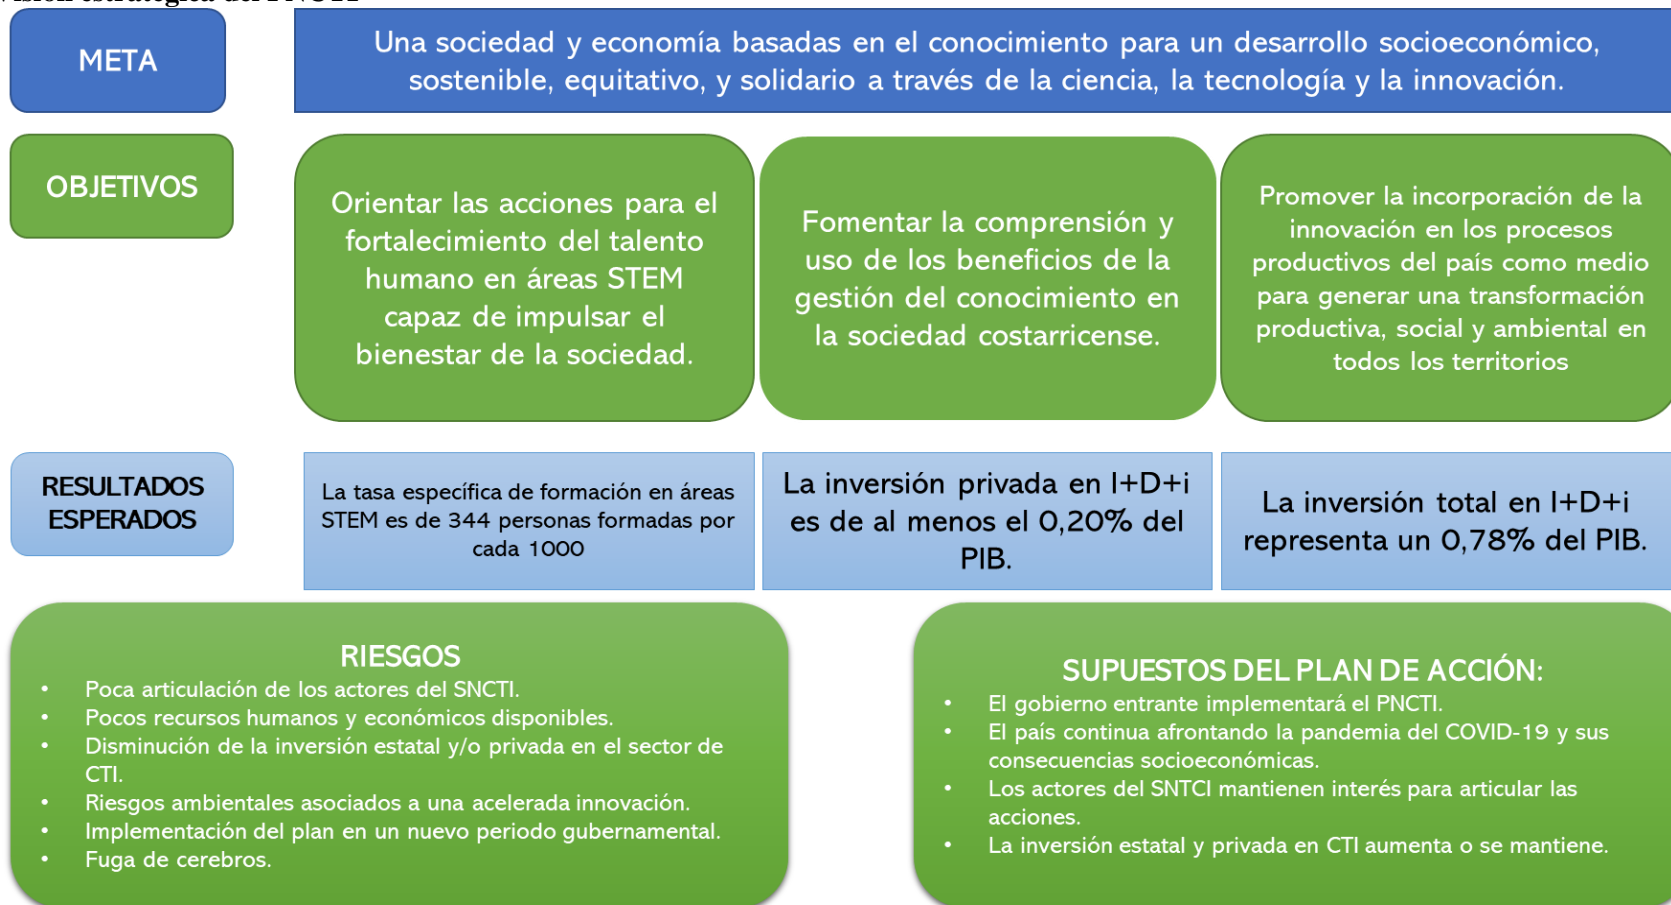 META
Una sociedad y economía basadas en el conocimiento para un desarrollo socioeconómico,
sostenible, equitativo, y solidario a través de la ciencia, la tecnología y la innovación.
OBJETIVOS
Orientar las acciones para el
fortalecimiento del talento
humano en áreas STEM
capaz de impulsar el
bienestar de la sociedad.
Fomentar la comprensión y
uso de los beneficios de la
gestión del conocimiento en
la sociedad costarricense.
Promover la incorporación de la
innovación en los procesos
productivos del país como medio
para generar una transformación
productiva, social y ambiental en
todos los territorios
RESULTADOS
ESPERADOS
La tasa específica de formación en áreas
STEM es de 344 personas formadas por
cada 1000
La inversión privada en I+D+i
es de al menos el 0,20% del
PIB.
La inversión total en I+D+i
representa un 0,78% del PIB.
RIESGOS
• Poca articulación de los actores del SNCTI.
• Pocos recursos humanos y económicos disponibles.
• Disminución de la inversión estatal y/o privada en el sector de
CTI.
• Riesgos ambientales asociados a una acelerada innovación.
• Implementación del plan en un nuevo periodo gubernamental.
• Fuga de cerebros.
SUPUESTOS DEL PLAN DE ACCIÓN:
• El gobierno entrante implementará el PNCTI.
• El país continua afrontando la pandemia del COVID-19 y sus
consecuencias socioeconómicas.
• Los actores del SNTCI mantienen interés para articular las
acciones.
• La inversión estatal y privada en CTI aumenta o se mantiene.